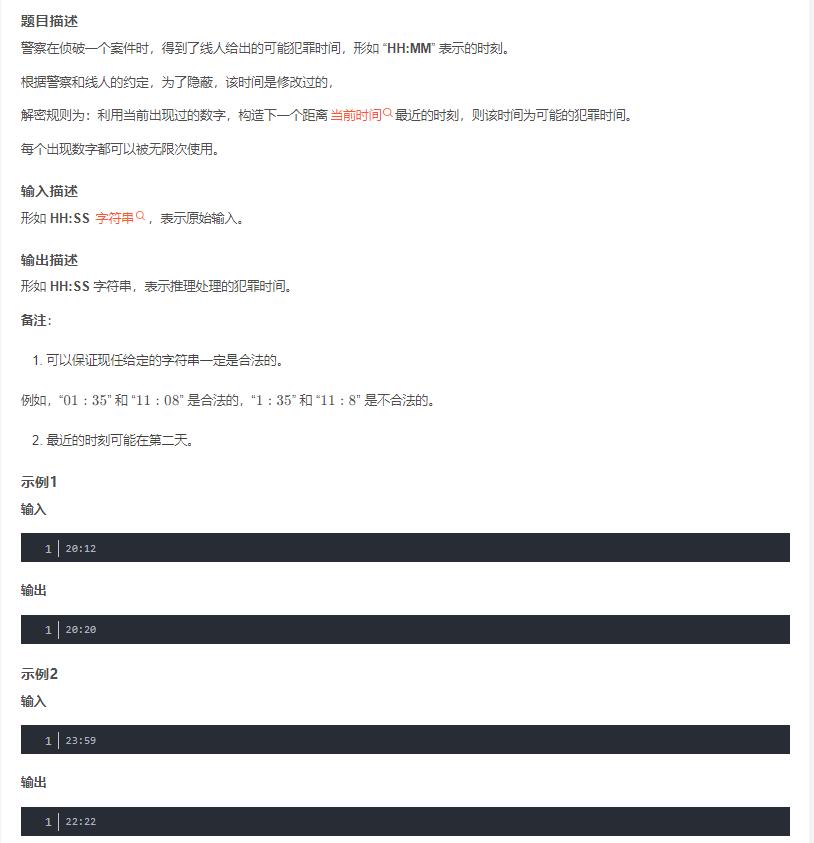 题目描述
警察在侦破一个案件时，得到了线人给出的可能犯罪时间，形如 “HH:MM” 表示的时刻。
根据警察和线人的约定，为了隐蔽，该时间是修改过的，
解密规则为：利用当前出现过的数字，构造下一个距离当前时间最近的时刻，则该时间为可能的犯罪时间。
每个出现数字都可以被无限次使用。
输入描述
形如 HH:SS 字符串，表示原始输入。
输出描述
形如 HH:SS 字符串，表示推理处理的犯罪时间。
备注：
1. 可以保证现任给定的字符串一定是合法的。
例如，“01 : 35” 和 “11 : 08” 是合法的，“1 : 35” 和 “11 : 8” 是不合法的。
2. 最近的时刻可能在第二天。
示例1
输入
1 20:12
输出
1 20:20
示例2
输入
1 23:59
输出
1 22:22